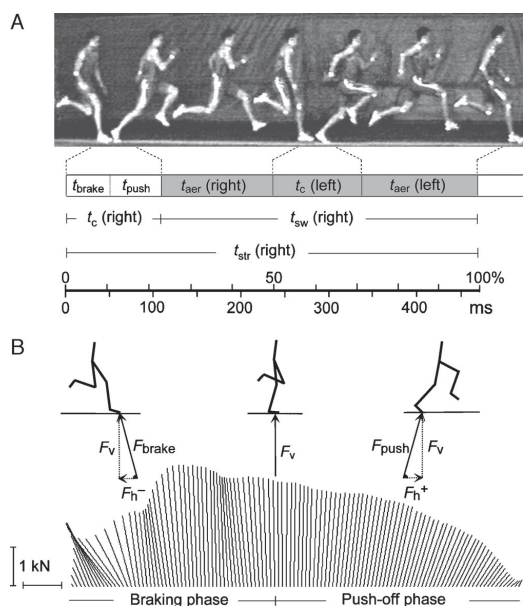 A
t_brake t_push t_aer (right) t_c (left) t_aer (left)
t_c (right) t_sw (right)
t_str (right)
0 50 100%
0 100 200 300 400 ms
B
F_v F_brake F_v F_push F_v
F_h^- F_h^+
1 kN
Braking phase Push-off phase